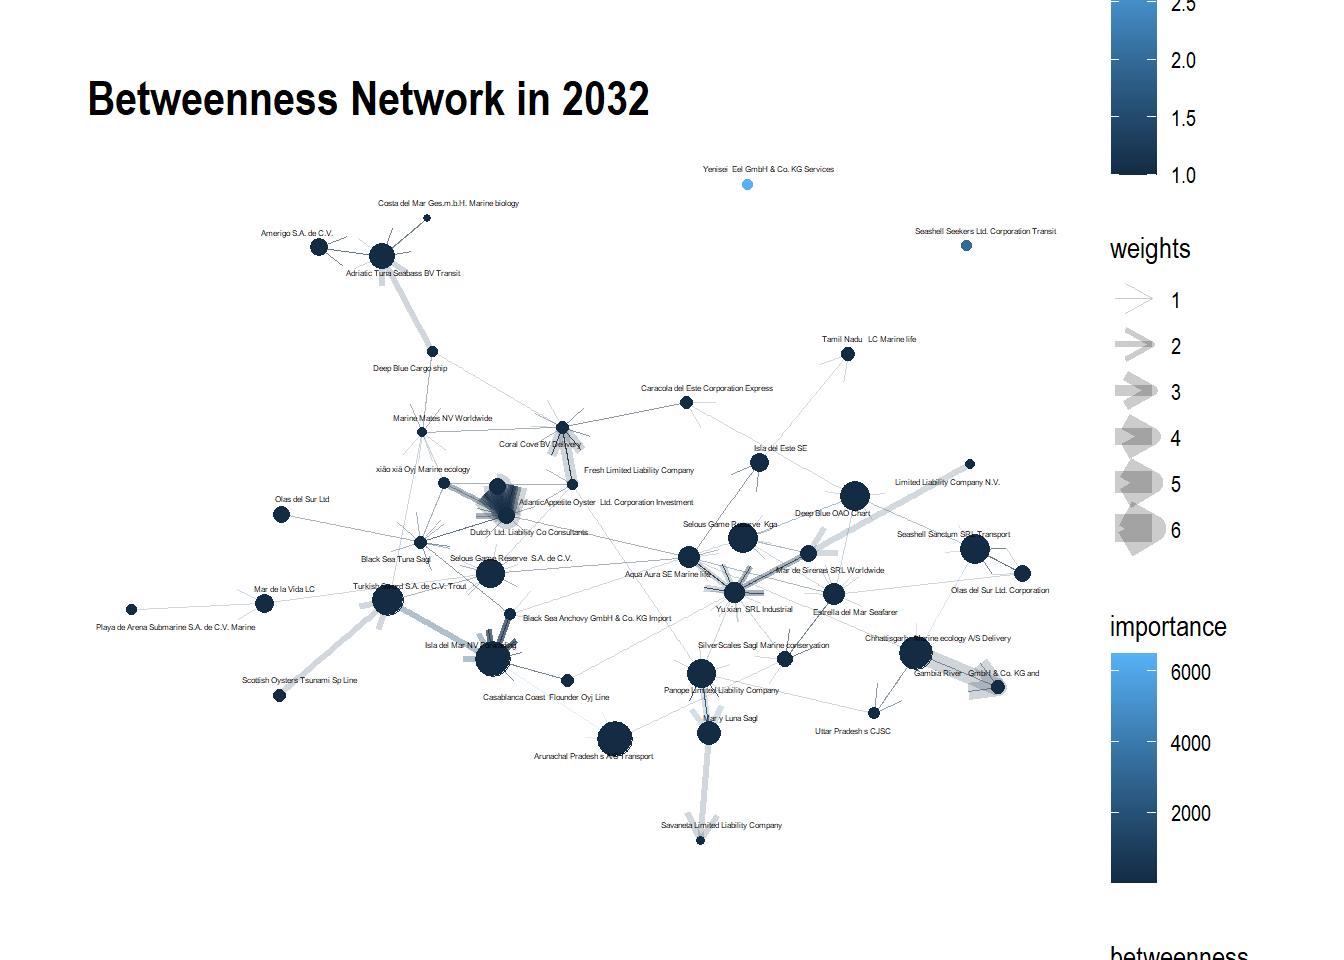 2.5
2.0
1.5
1.0
Betweenness Network in 2032
Yenisei Eel GmbH & Co. KG Services
Costa del Mar Ges.m.b.H. Marine biology
Amerigo S.A. de C.V.
Seashell Seekers Ltd. Corporation Transit
weights
Adriatic Tuna Seabass BV Transit
1
2
Tamil Nadu LC Marine life
Deep Blue Cargo ship
Caracola del Este Corporation Express
3
Marine Mates NV Worldwide
4
Coral Cove BV Delivery
Isla del Este SE
xiǎo xiā Oyj Marine ecology
Fresh Limited Liability Company
Limited Liability Company N.V.
5
Olas del Sur Ltd
AtlanticAppetite Oyster Ltd. Corporation Investment
Deep Blue OAO Chart
6
Selous Game Reserve Kga
Dutch Ltd. Liability Co Consultants
Seashell Sanctum SRL Transport
Black Sea Tuna Sagl
Selous Game Reserve S.A. de C.V.
Aqua Aura SE Marine life
Mar de Sirenas SRL Worldwide
Mar de la Vida LC
Turkish S S.A. de C.V. Trout
Olas del Sur Ltd. Corporation
Yu xian SRL Industrial
Estrella del Mar Seafarer
Playa de Arena Submarine S.A. de C.V. Marine
Black Sea Anchovy GmbH & Co. KG Import
importance
Isla del Mar NV Forwarding
SilverScales Sagl Marine conservation
Chhattisgarh Marine ecology A/S Delivery
6000
Gambia River GmbH & Co. KG and
Scottish Oysters Tsunami Sp Line
Casablanca Coast Flounder Oyj Line
Panope Limited Liability Company
Mar y Luna Sagl
Uttar Pradesh s CJSC
4000
Arunachal Pradesh s A/S Transport
2000
Savaneta Limited Liability Company
betweenness